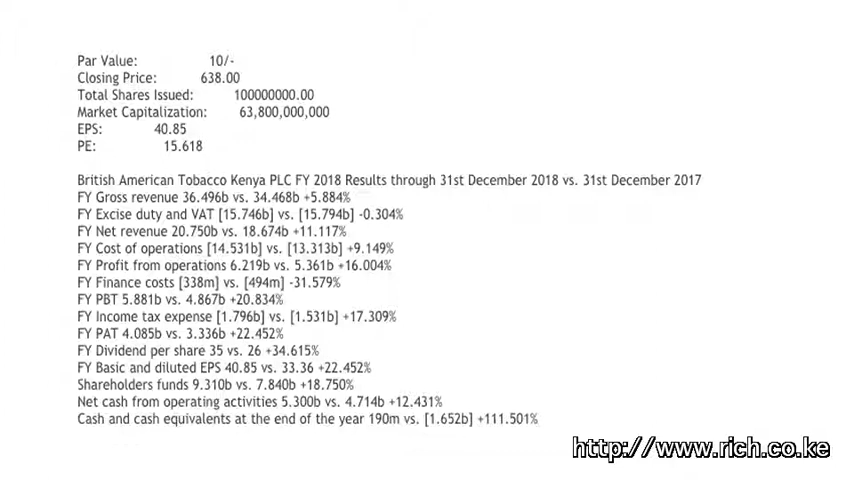 Par Value: 10/-
Closing Price: 638.00
Total Shares Issued: 100000000.00
Market Capitalization: 63,800,000,000
EPS: 40.85
PE: 15.618
British American Tobacco Kenya PLC FY 2018 Results through 31st December 2018 vs. 31st December 2017
FY Gross revenue 36.496b vs. 34.468b +5.884%
FY Excise duty and VAT [15.746b] vs. [15.794b] -0.304%
FY Net revenue 20.750b vs. 18.674b +11.117%
FY Cost of operations [14.531b] vs. [13.313b] +9.149%
FY Profit from operations 6.219b vs. 5.361b +16.004%
FY Finance costs [338m] vs. [494m] -31.579%
FY PBT 5.881b vs. 4.867b +20.834%
FY Income tax expense [1.796b] vs. [1.531b] +17.309%
FY PAT 4.085b vs. 3.336b +22.452%
FY Dividend per share 35 vs. 26 +34.615%
FY Basic and diluted EPS 40.85 vs. 33.36 +22.452%
Shareholders funds 9.310b vs. 7.840b +18.750%
Net cash from operating activities 5.300b vs. 4.714b +12.431%
Cash and cash equivalents at the end of the year 190m vs. [1.652b] +111.501%
http://www.rich.co.ke